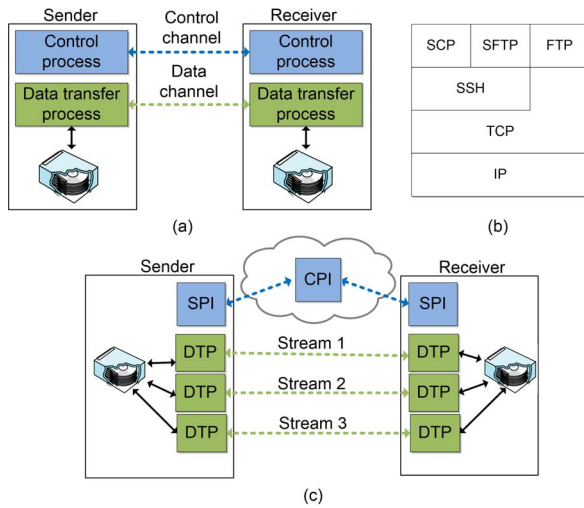 Sender
Control channel
Receiver
Control process
Control process
Data transfer process
Data channel
Data transfer process
(a)
SCP
SFTP
FTP
SSH
TCP
IP
(b)
Sender
CPI
Receiver
SPI
SPI
DTP
Stream 1
DTP
DTP
Stream 2
DTP
DTP
Stream 3
DTP
(c)